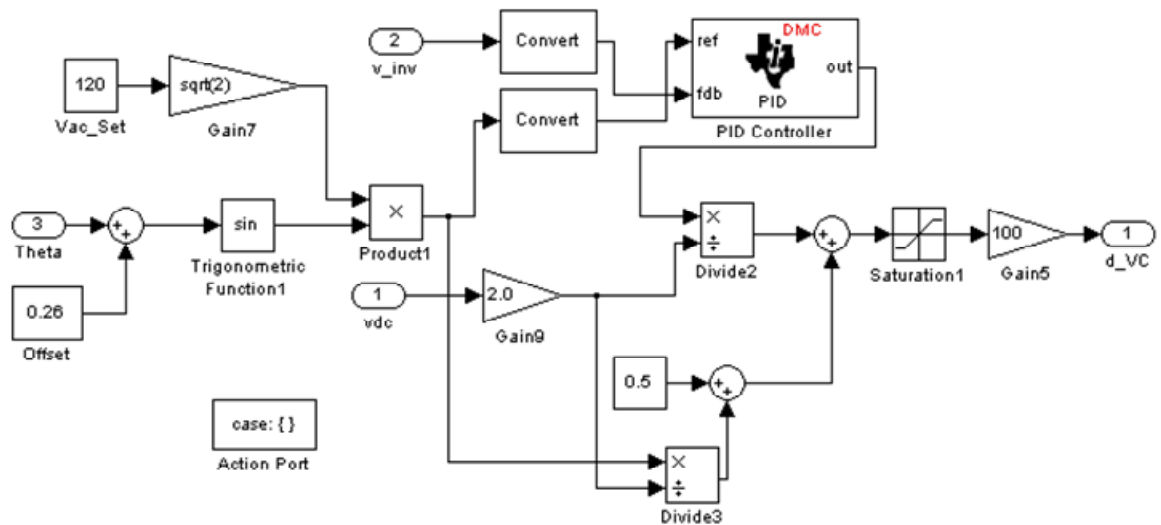 2
v_inv
Convert
ref
DMC
PID
out
fdb
PID Controller
120
Vac_Set
sqrt(2)
Gain7
Convert
3
Theta
+
+
sin
Trigonometric
Function1
×
Product1
×
÷
Divide2
+
+
Saturation1
100
Gain5
1
d_VC
0.26
Offset
1
vdc
2.0
Gain9
0.5
+
+
case: { }
Action Port
×
÷
Divide3